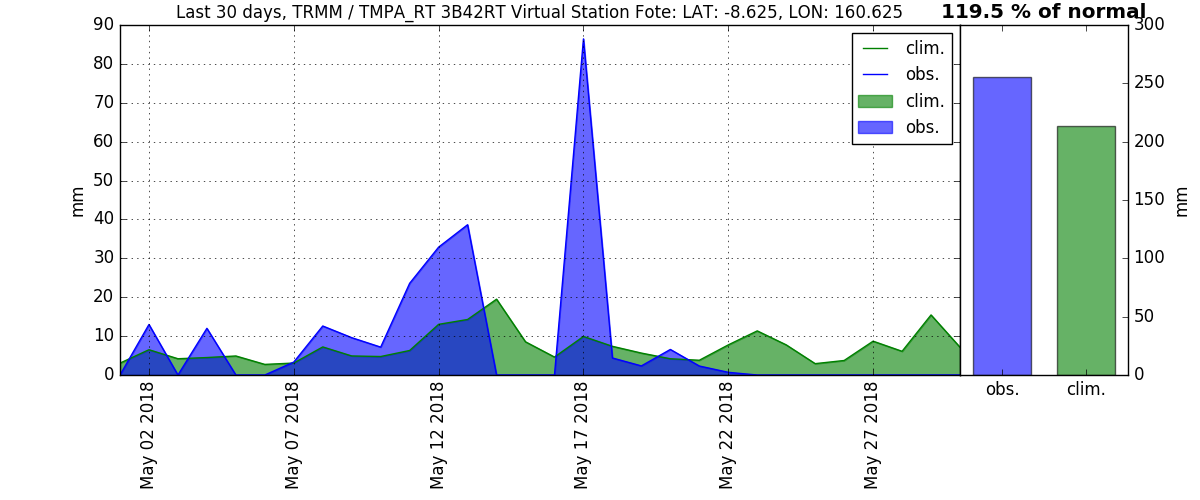 Last 30 days, TRMM / TMPA_RT 3B42RT Virtual Station Fote: LAT: -8.625, LON: 160.625
119.5 % of normal
90
80
70
60
50
40
30
20
10
0
mm
clim.
obs.
clim.
obs.
May 02 2018
May 07 2018
May 12 2018
May 17 2018
May 22 2018
May 27 2018
300
250
200
150
100
50
0
mm
obs.
clim.